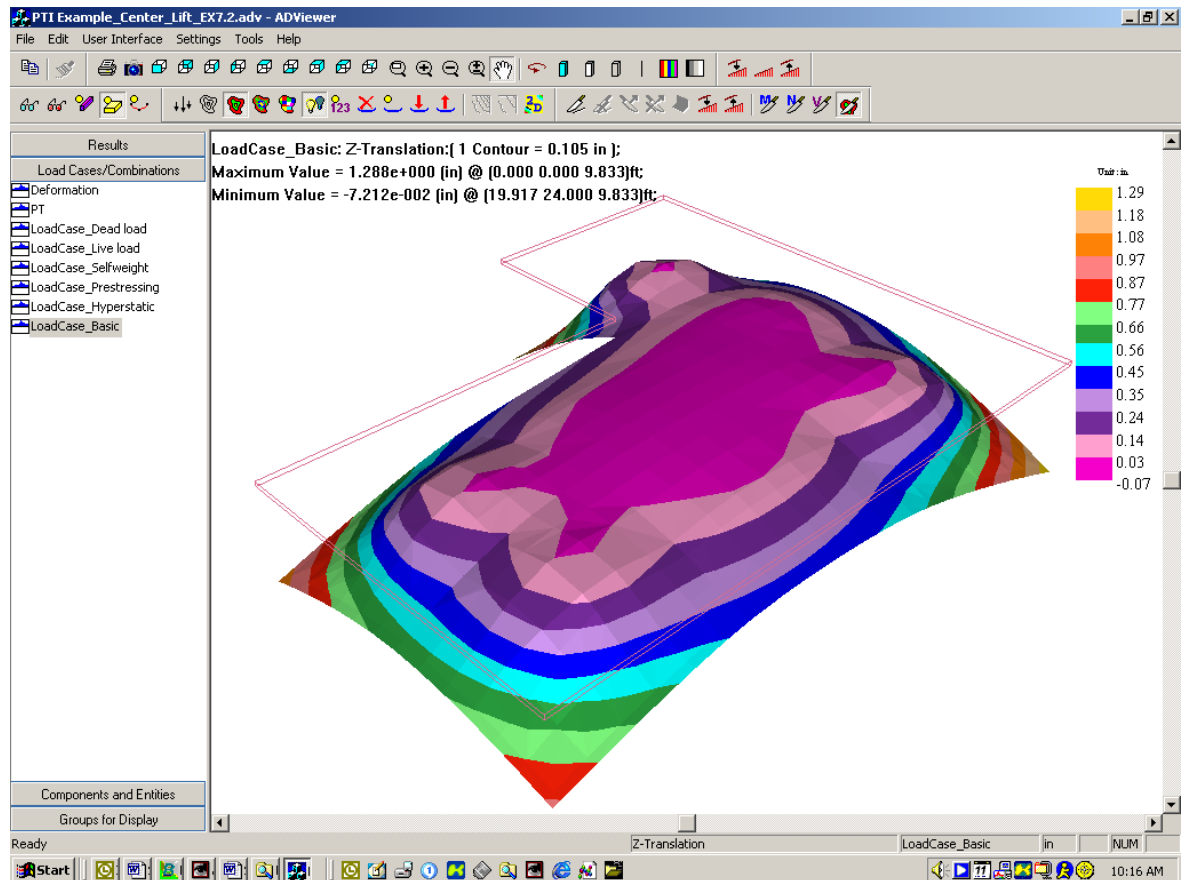 PTI Example_Center_Lift_EX7.2.adv - ADViewer
File Edit User Interface Settings Tools Help
123
2D
M N V
Results
Load Cases/Combinations
Deformation
PT
LoadCase_Dead load
LoadCase_Live load
LoadCase_Selfweight
LoadCase_Prestressing
LoadCase_Hyperstatic
LoadCase_Basic
Components and Entities
Groups for Display
LoadCase_Basic: Z-Translation:( 1 Contour = 0.105 in );
Maximum Value = 1.288e+000 (in) @ (0.000 0.000 9.833)ft;
Minimum Value = -7.212e-002 (in) @ (19.917 24.000 9.833)ft;
Unit: in
1.29
1.18
1.08
0.97
0.87
0.77
0.66
0.56
0.45
0.35
0.24
0.14
0.03
-0.07
Ready Z-Translation LoadCase_Basic in NUM
Start 10:16 AM